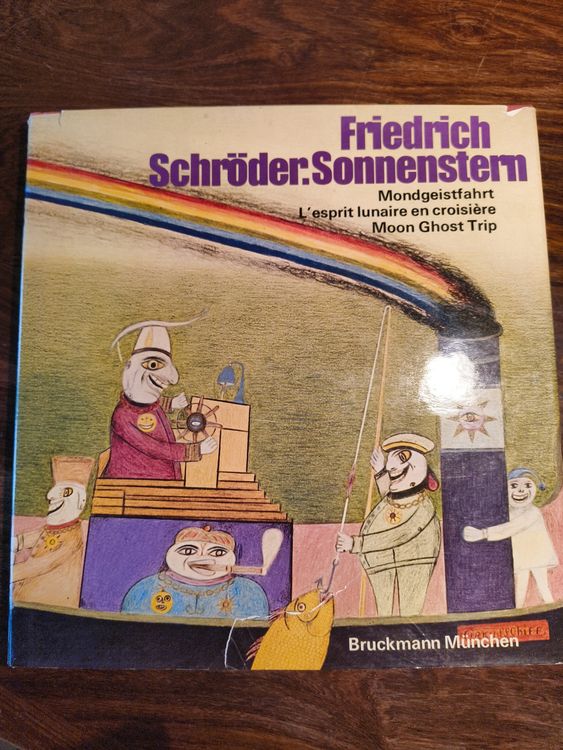 Friedrich
Schröder-Sonnenstern
Mondgeistfahrt
L'esprit lunaire en croisière
Moon Ghost Trip
Bruckmann München